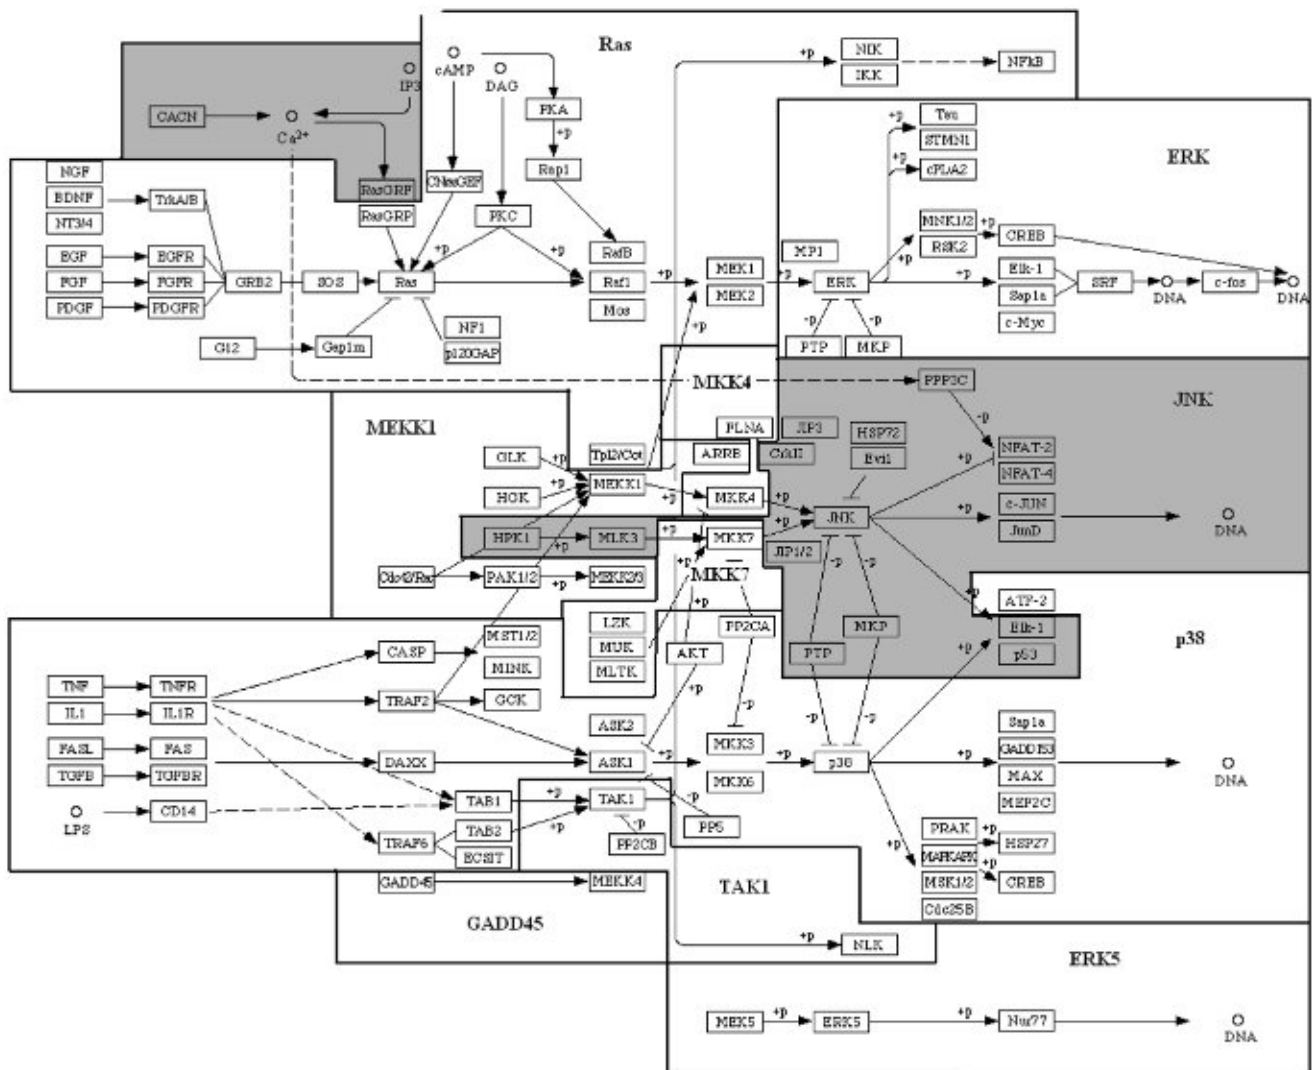 Ras
NIK
IKK
NFkB
+p
cAMP
DAG
IP3
CACN
Ca2+
PKA
+p
Rap1
CNrasGEF
RasGRF
RasGRP
PKC
NGF
BDNF
NT3/4
TrkA/B
EGF
EGFR
FGF
FGFR
PDGF
PDGFR
GRB2
SOS
Ras
+p
+p
RafB
Raf1
Mos
+p
G12
Gap1m
NF1
p120GAP
MEK1
MEK2
+p
+p
MP1
ERK
ERK
+p
STMN1
+p
cPLA2
MNK1/2
RSK2
+p
+p
+p
CREB
Elk-1
Sap1a
c-Myc
SRF
DNA
c-fos
DNA
-p
-p
PTP
MKP
MKK4
PPP3C
JNK
-p
MEKK1
FLNA
JIP3
CrkII
HSP72
Evi1
NFAT-2
NFAT-4
GLK
+p
HGK
+p
Tpl2/Cot
MEKK1
ARRB
+p
MKK4
+p
JNK
+p
+p
c-JUN
JunD
DNA
HPK1
+p
MLK3
+p
MKK7
+p
JIP1/2
Cdc42/Rac
PAK1/2
+p
MEKK2/3
+p
MKK7
+p
ATF-2
Elk-1
p53
p38
LZK
MUK
MLTK
+p
AKT
PP2CA
PTP
MKP
+p
CASP
MST1/2
MINK
GCK
TNF
TNFR
IL1
IL1R
FASL
FAS
TGFB
TGFBR
LPS
CD14
TRAF2
DAXX
ASK2
ASK1
+p
+p
-p
-p
-p
MKK3
MKK6
+p
p38
+p
Sap1a
GADD153
MAX
MEF2C
DNA
TAB1
+p
TAK1
TRAF6
TAB2
ECSIT
+p
-p
PP2CB
PP5
+p
PRAK
MAPKAPK
MSK1/2
Cdc25B
+p
+p
HSP27
CREB
GADD45
MEKK4
TAK1
GADD45
+p
NLK
ERK5
MEK5
+p
ERK5
+p
Nur77
DNA